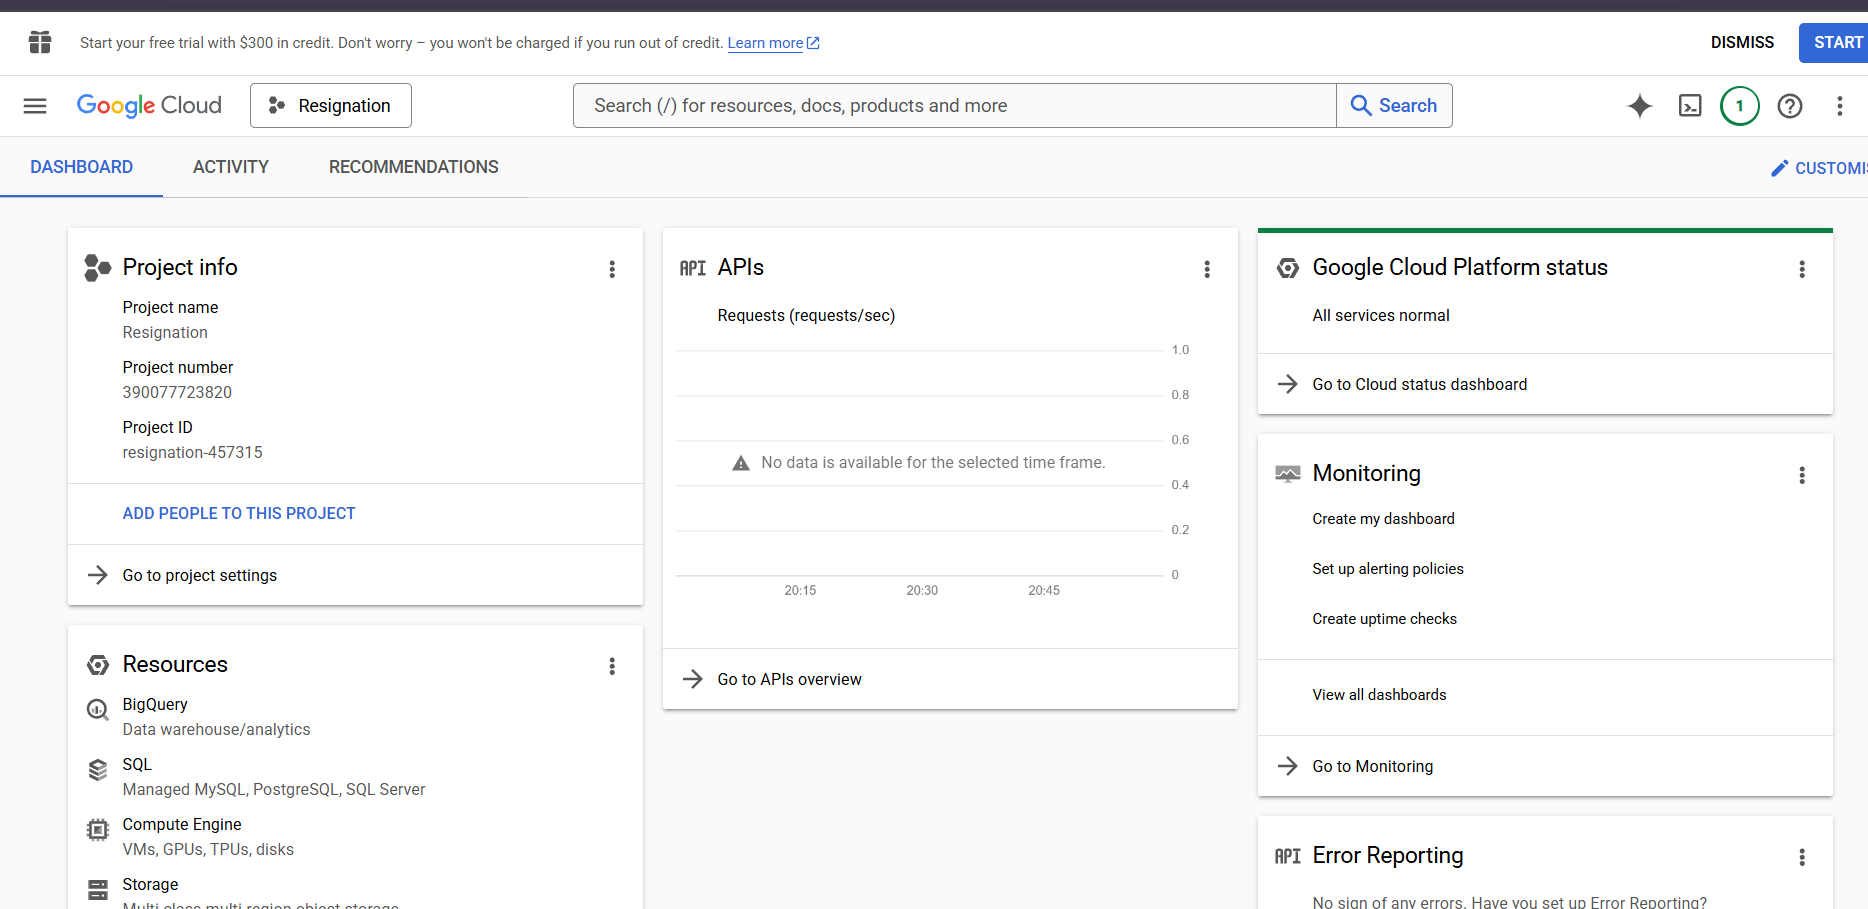 Start your free trial with $300 in credit. Don't worry – you won't be charged if you run out of credit. Learn more
DISMISS
START
Google Cloud
Resignation
Search (/) for resources, docs, products and more
Search
1
DASHBOARD
ACTIVITY
RECOMMENDATIONS
CUSTOMIS
Project info
Project name
Resignation
Project number
390077723820
Project ID
resignation-457315
ADD PEOPLE TO THIS PROJECT
Go to project settings
Resources
BigQuery
Data warehouse/analytics
SQL
Managed MySQL, PostgreSQL, SQL Server
Compute Engine
VMs, GPUs, TPUs, disks
Storage
Multi class multi region object storage
API APIs
Requests (requests/sec)
1.0
0.8
0.6
No data is available for the selected time frame.
0.4
0.2
0
20:15 20:30 20:45
Go to APIs overview
Google Cloud Platform status
All services normal
Go to Cloud status dashboard
Monitoring
Create my dashboard
Set up alerting policies
Create uptime checks
View all dashboards
Go to Monitoring
API Error Reporting
No sign of any errors. Have you set up Error Reporting?